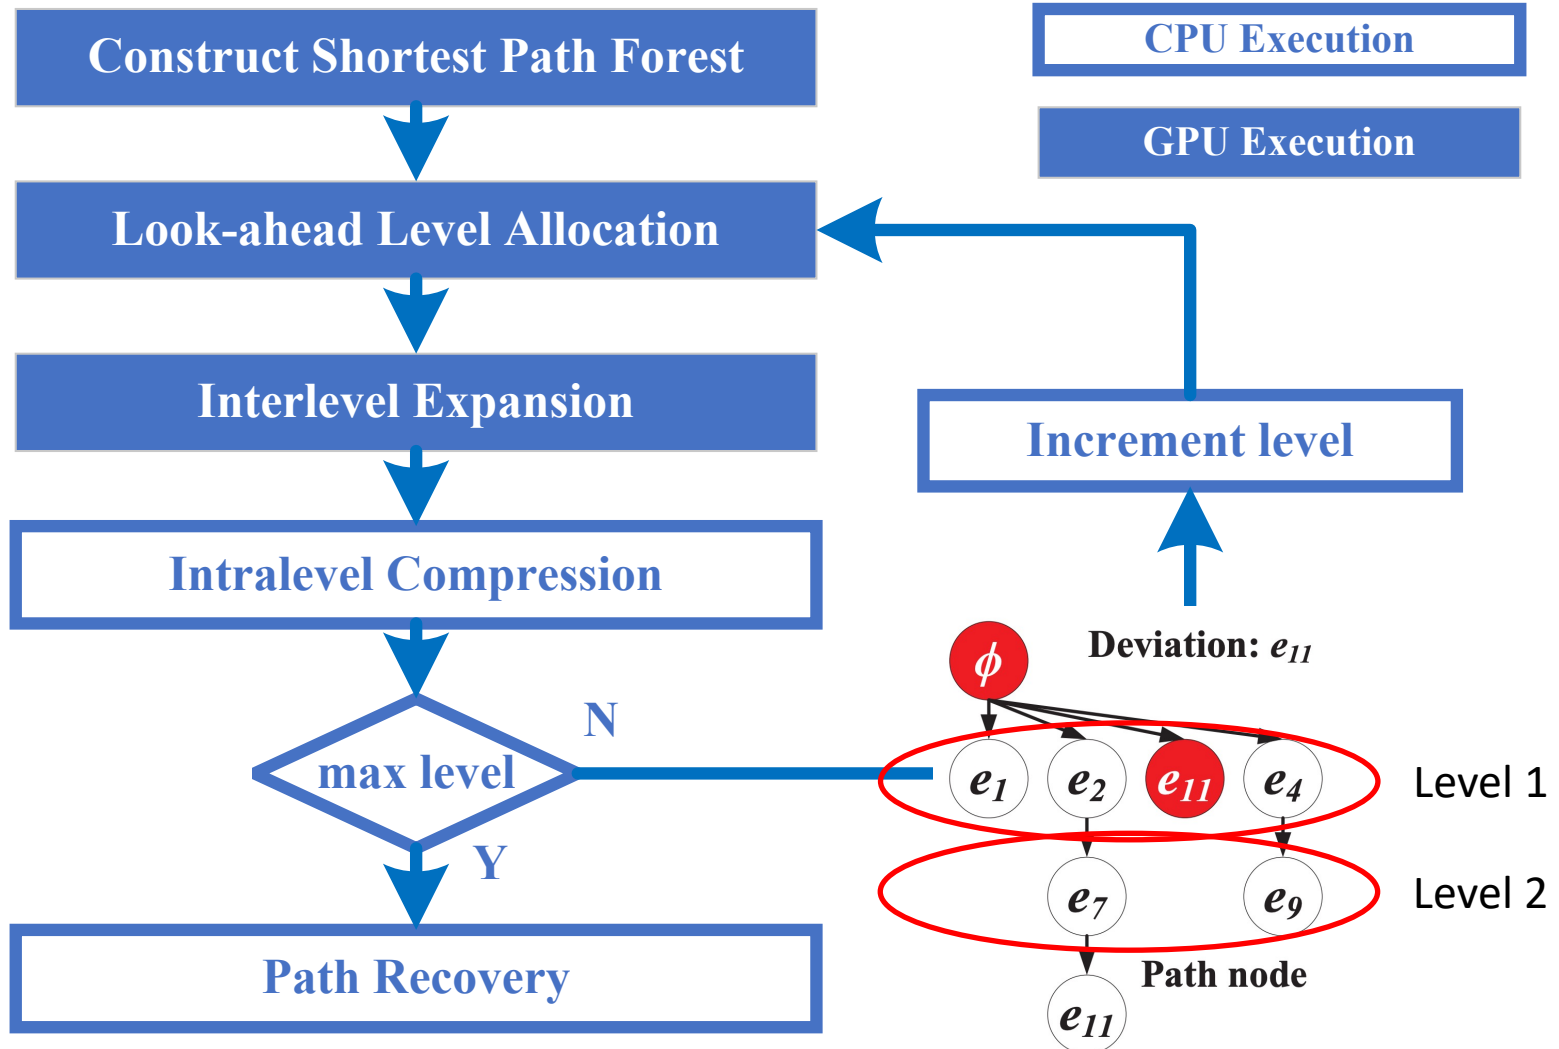 Construct Shortest Path Forest
CPU Execution
GPU Execution
Look-ahead Level Allocation
Interlevel Expansion
Increment level
Intralevel Compression
Deviation: e11
ϕ
N
max level
e1 e2 e11 e4
Level 1
Y
e7 e9
Level 2
Path Recovery
Path node
e11